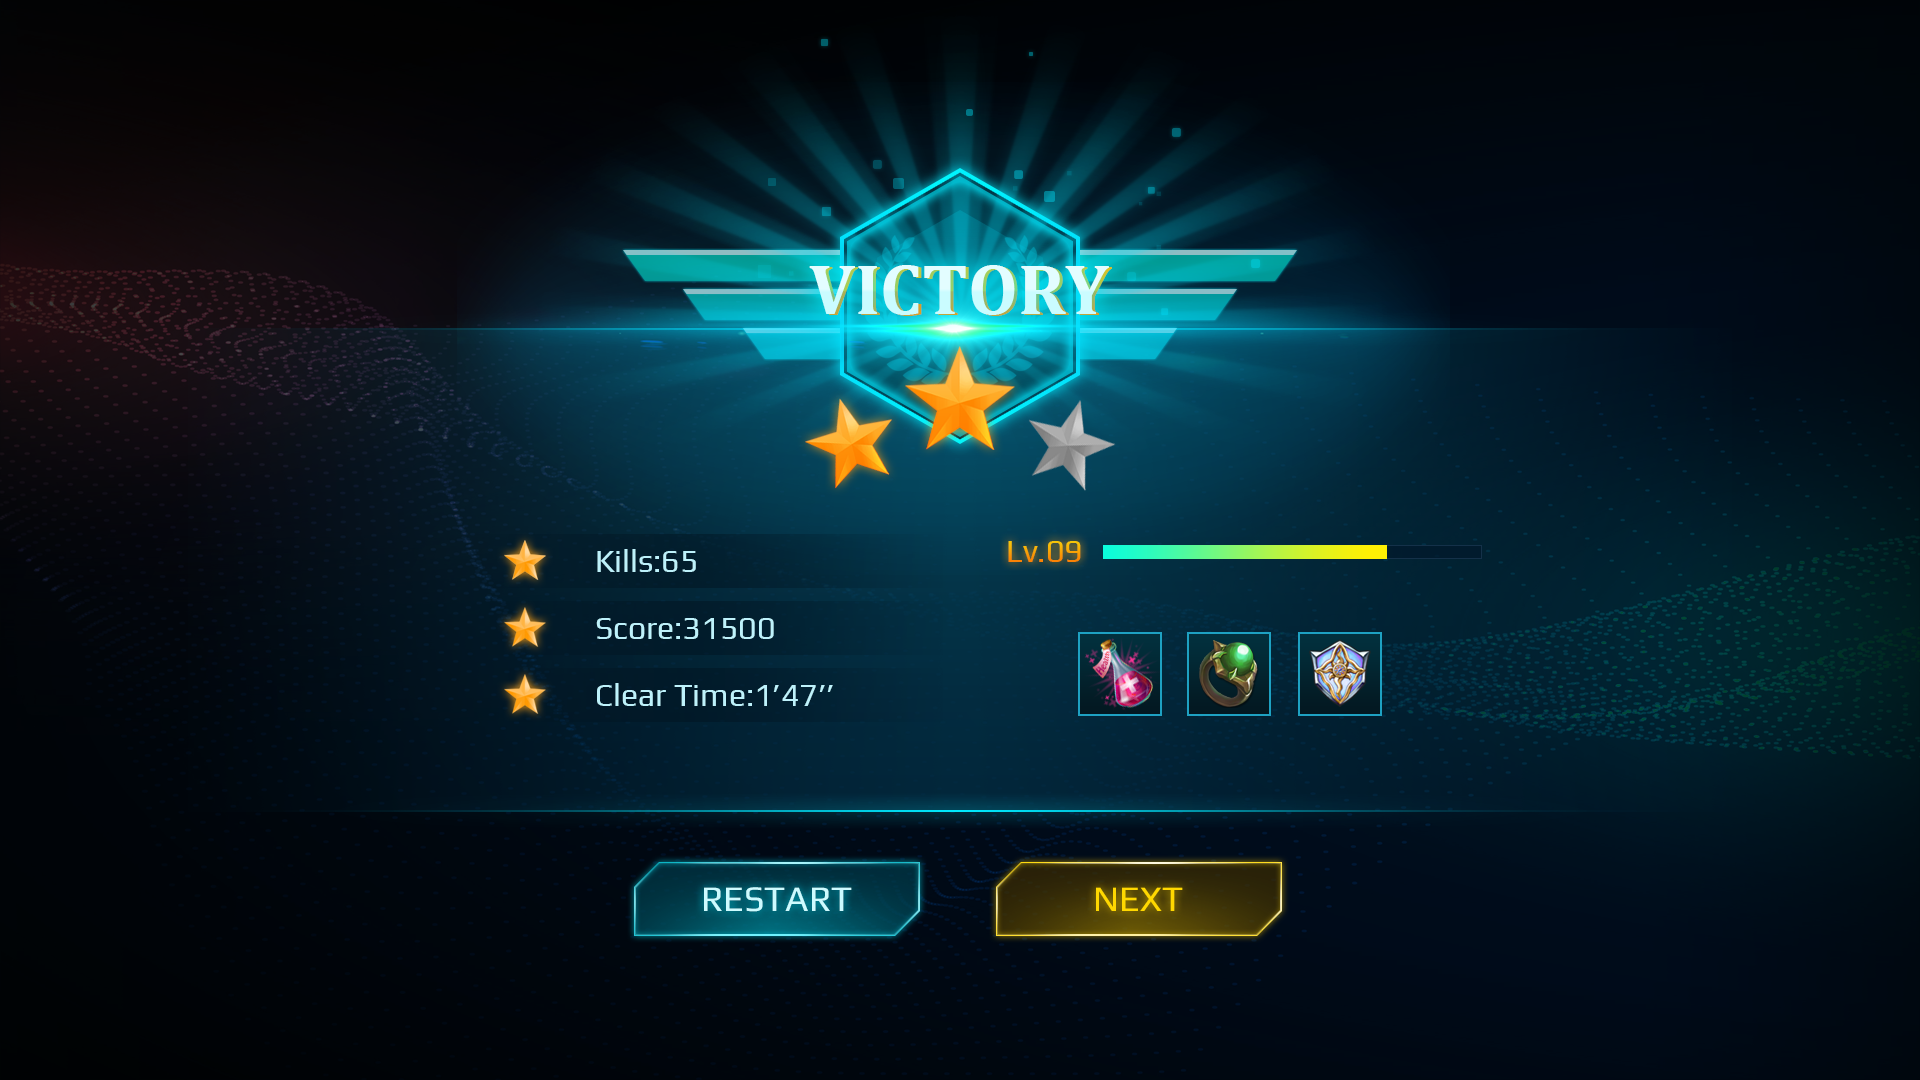 VICTORY
Kills:65
Score:31500
Clear Time:1’47’’
Lv.09
RESTART
NEXT